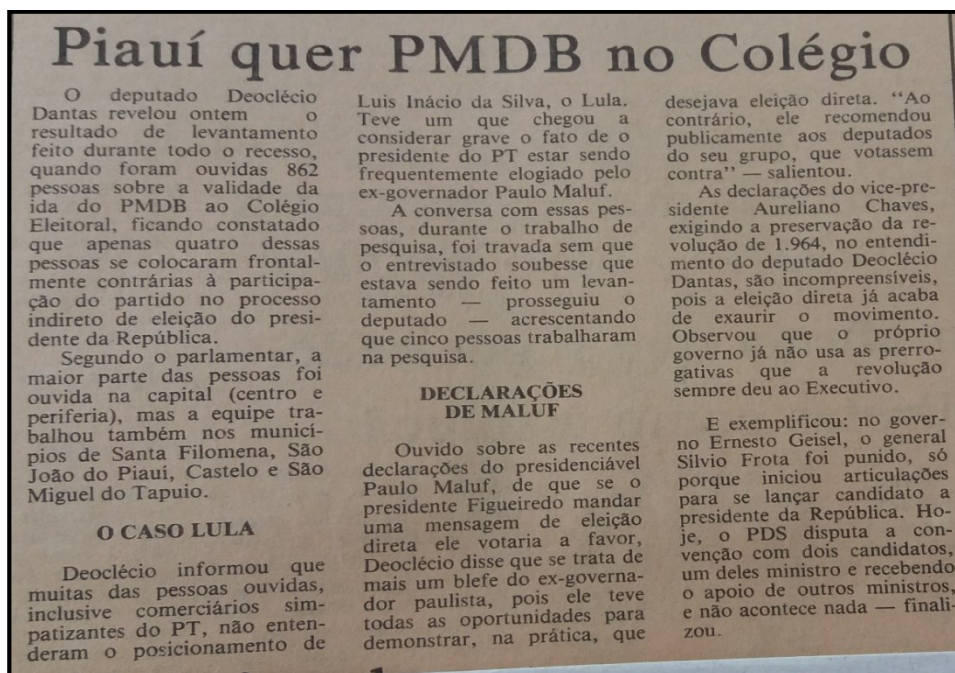 Piauí quer PMDB no Colégio
O deputado Deoclécio
Dantas revelou ontem o
resultado de levantamento
feito durante todo o recesso,
quando foram ouvidas 862
pessoas sobre a validade da
ida do PMDB ao Colégio
Eleitoral, ficando constatado
que apenas quatro dessas
pessoas se colocaram frontal-
mente contrárias à participa-
ção do partido no processo
indireto de eleição do presi-
dente da República.
Segundo o parlamentar, a
maior parte das pessoas foi
ouvida na capital (centro e
periferia), mas a equipe tra-
balhou também nos municí-
pios de Santa Filomena, São
João do Piauí, Castelo e São
Miguel do Tapuio.
O CASO LULA
Deoclécio informou que
muitas das pessoas ouvidas,
inclusive comerciários sim-
patizantes do PT, não enten-
deram o posicionamento de
Luis Inácio da Silva, o Lula.
Teve um que chegou a
considerar grave o fato de o
presidente do PT estar sendo
frequentemente elogiado pelo
ex-governador Paulo Maluf.
A conversa com essas pes-
soas, durante o trabalho de
pesquisa, foi travada sem que
o entrevistado soubesse que
estava sendo feito um levan-
tamento — prosseguiu o
deputado — acrescentando
que cinco pessoas trabalharam
na pesquisa.
DECLARAÇÕES
DE MALUF
Ouvido sobre as recentes
declarações do presidenciável
Paulo Maluf, de que se o
presidente Figueiredo mandar
uma mensagem de eleição
direta ele votaria a favor,
Deoclécio disse que se trata de
mais um blefe do ex-governa-
dor paulista, pois ele teve
todas as oportunidades para
demonstrar, na prática, que
desejava eleição direta. "Ao
contrário, ele recomendou
publicamente aos deputados
do seu grupo, que votassem
contra" — salientou.
As declarações do vice-pre-
sidente Aureliano Chaves,
exigindo a preservação da re-
volução de 1.964, no entendi-
mento do deputado Deoclécio
Dantas, são incompreensíveis,
pois a eleição direta já acaba
de exaurir o movimento.
Observou que o próprio
governo já não usa as prerro-
gativas que a revolução
sempre deu ao Executivo.
E exemplificou: no gover-
no Ernesto Geisel, o general
Silvio Frota foi punido, só
porque iniciou articulações
para se lançar candidato a
presidente da República. Ho-
je, o PDS disputa a con-
venção com dois candidatos,
um deles ministro e recebendo
o apoio de outros ministros,
e não acontece nada — finali-
zou.